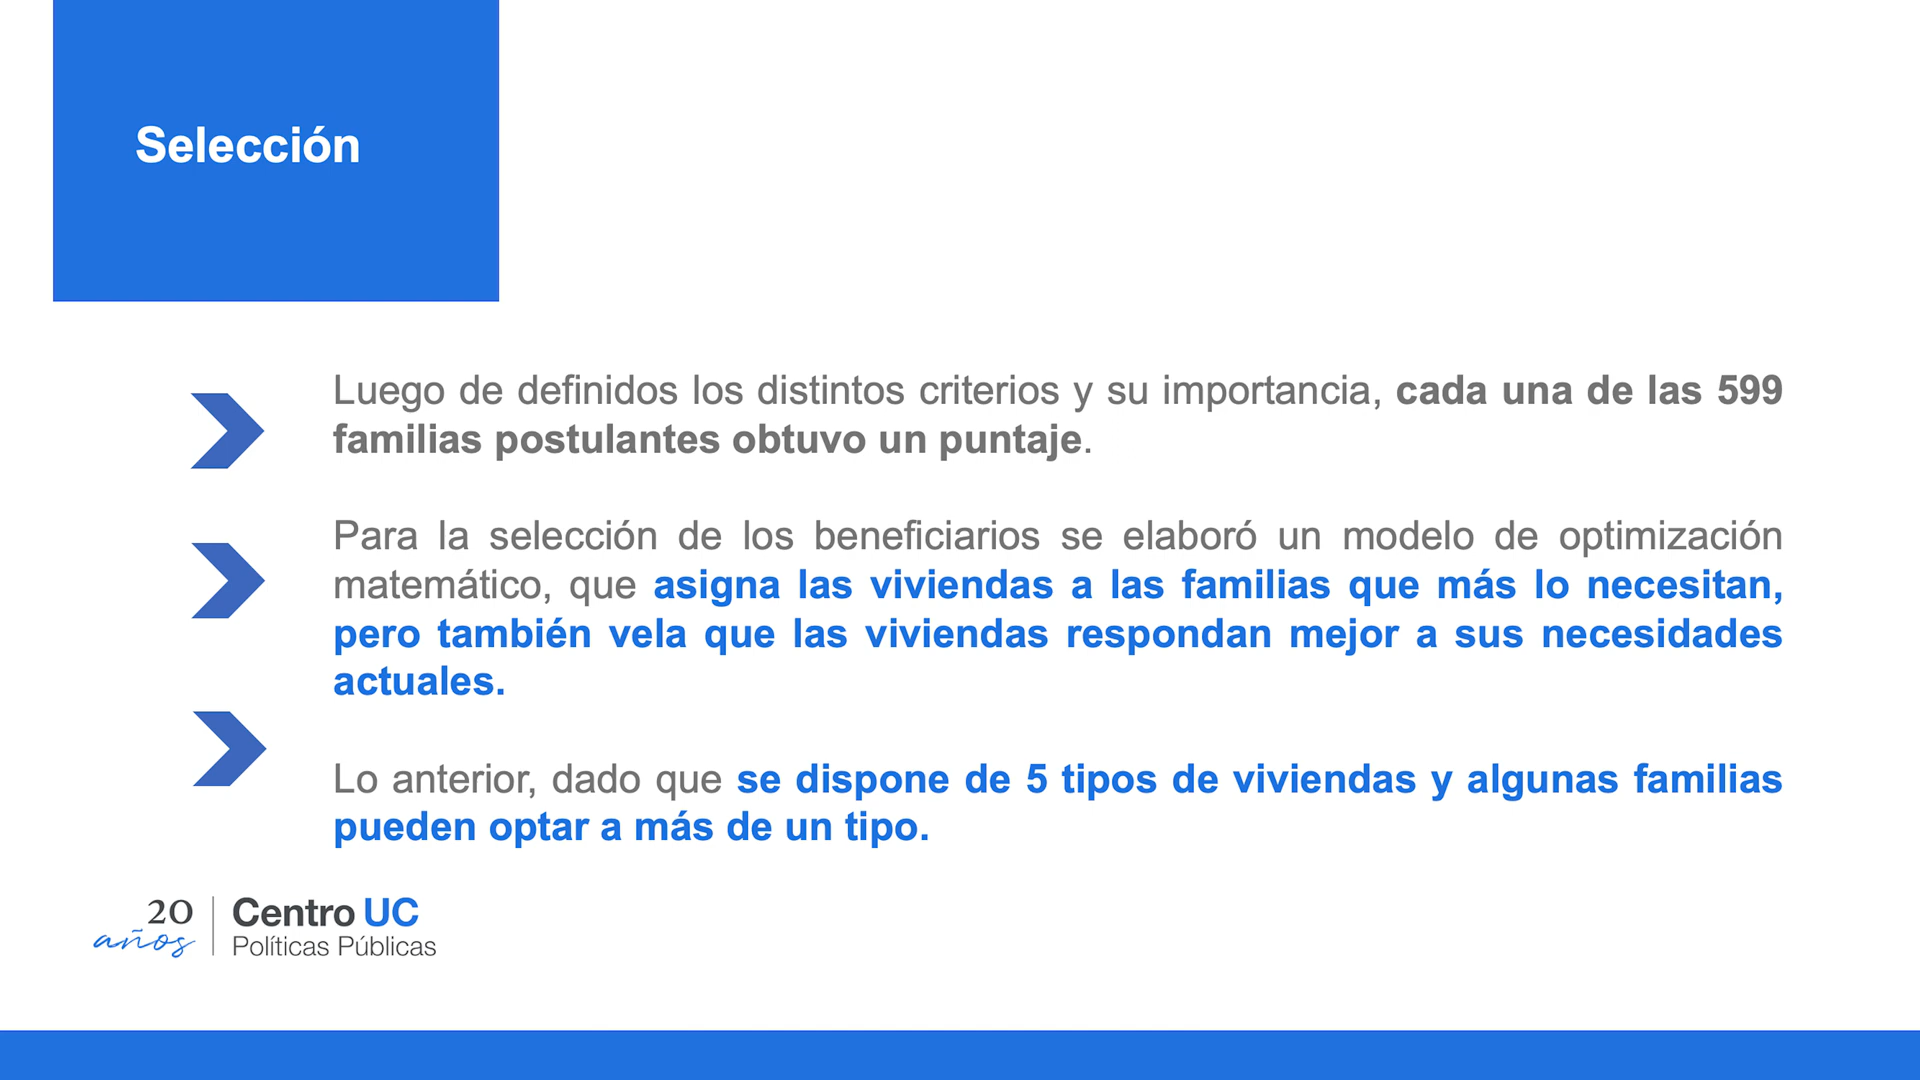 Selección
Luego de definidos los distintos criterios y su importancia, cada una de las 599
familias postulantes obtuvo un puntaje.
Para la selección de los beneficiarios se elaboró un modelo de optimización
matemático, que asigna las viviendas a las familias que más lo necesitan,
pero también vela que las viviendas respondan mejor a sus necesidades
actuales.
Lo anterior, dado que se dispone de 5 tipos de viviendas y algunas familias
pueden optar a más de un tipo.
20
años
Centro UC
Políticas Públicas